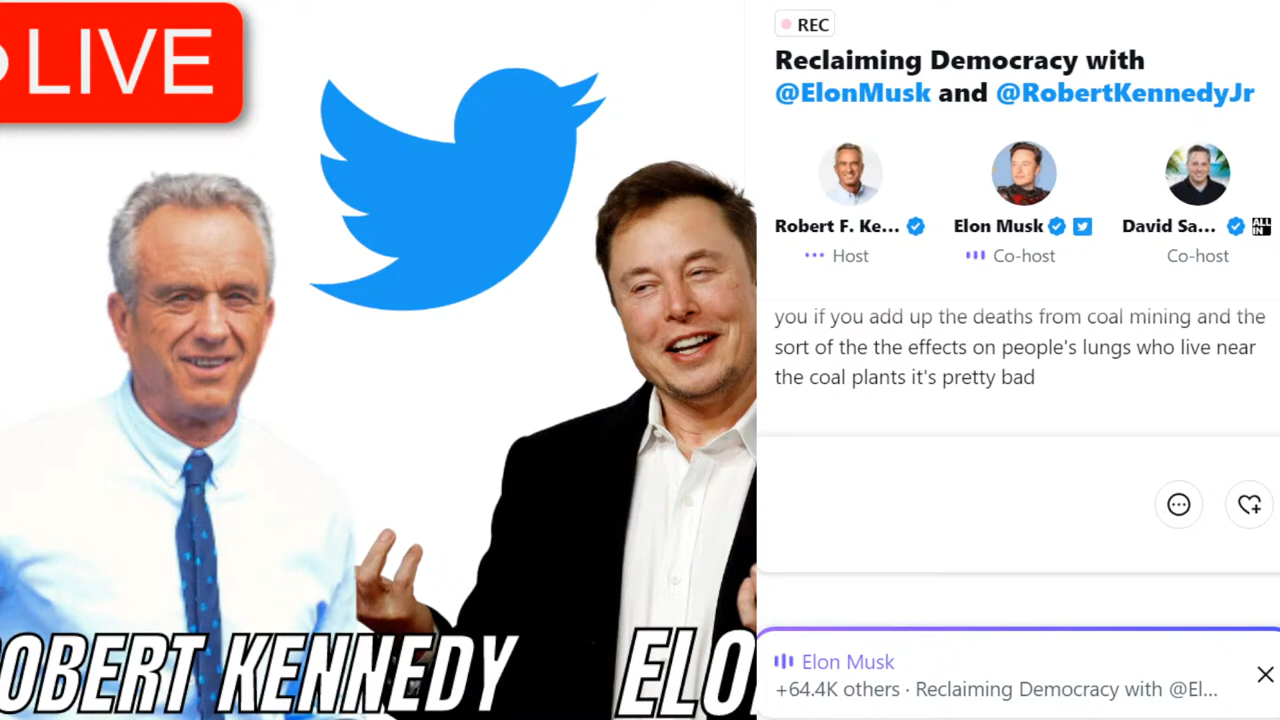 LIVE
OBERT KENNEDY
ELO
REC
Reclaiming Democracy with
@ElonMusk and @RobertKennedyJr
Robert F. Ke...
Elon Musk
David Sa...
ALL IN
Host
Co-host
Co-host
you if you add up the deaths from coal mining and the
sort of the the effects on people's lungs who live near
the coal plants it's pretty bad
Elon Musk
+64.4K others · Reclaiming Democracy with @El...